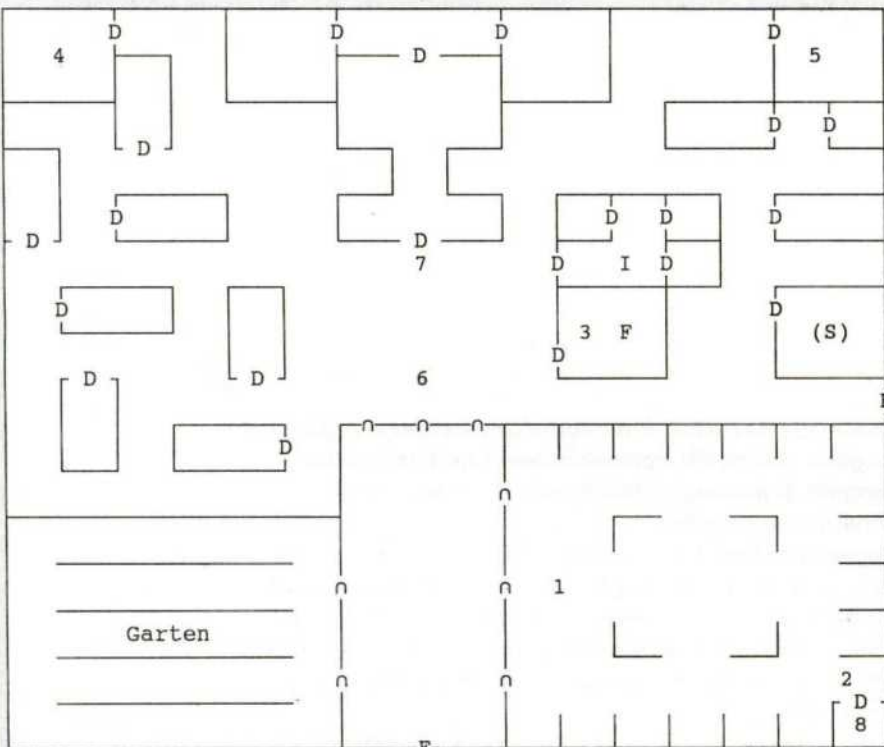 D D D D
4 D 5
D D
D
D D D D
D D
D I D
7
D D
3 F (S)
D
D D 6
∩ ∩ ∩
D
∩
∩ ∩ 1
Garten
∩ ∩ 2
D
8